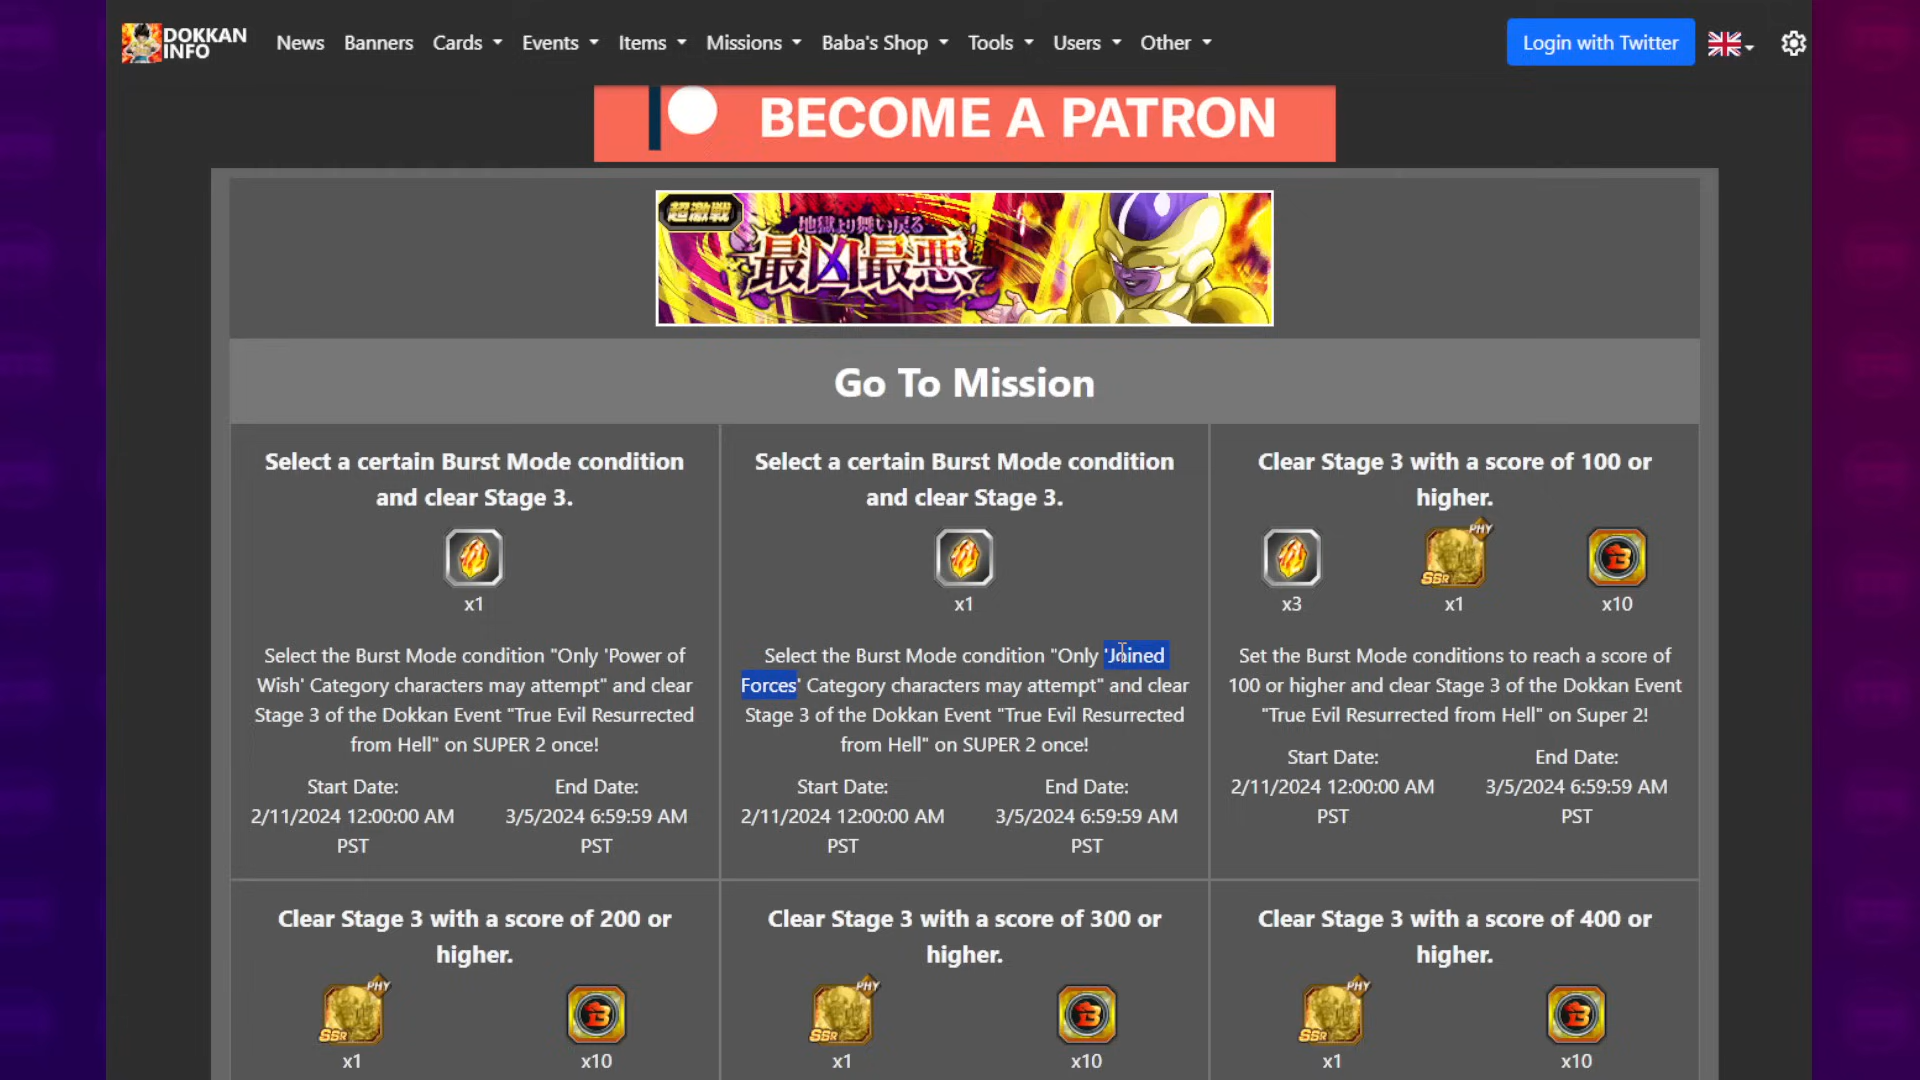 DOKKAN
INFO
News
Banners
Cards
Events
Items
Missions
Baba's Shop
Tools
Users
Other
Login with Twitter
BECOME A PATRON
超激戦
地獄より舞い戻る
最凶最悪
Go To Mission
Select a certain Burst Mode condition
and clear Stage 3.
x1
Select the Burst Mode condition "Only 'Power of
Wish' Category characters may attempt" and clear
Stage 3 of the Dokkan Event "True Evil Resurrected
from Hell" on SUPER 2 once!
Start Date:
2/11/2024 12:00:00 AM
PST
End Date:
3/5/2024 6:59:59 AM
PST
Select a certain Burst Mode condition
and clear Stage 3.
x1
Select the Burst Mode condition "Only 'Joined
Forces' Category characters may attempt" and clear
Stage 3 of the Dokkan Event "True Evil Resurrected
from Hell" on SUPER 2 once!
Start Date:
2/11/2024 12:00:00 AM
PST
End Date:
3/5/2024 6:59:59 AM
PST
Clear Stage 3 with a score of 100 or
higher.
x3
PHY
SSR
x1
B
x10
Set the Burst Mode conditions to reach a score of
100 or higher and clear Stage 3 of the Dokkan Event
"True Evil Resurrected from Hell" on Super 2!
Start Date:
2/11/2024 12:00:00 AM
PST
End Date:
3/5/2024 6:59:59 AM
PST
Clear Stage 3 with a score of 200 or
higher.
PHY
SSR
x1
B
x10
Clear Stage 3 with a score of 300 or
higher.
PHY
SSR
x1
B
x10
Clear Stage 3 with a score of 400 or
higher.
PHY
SSR
x1
B
x10